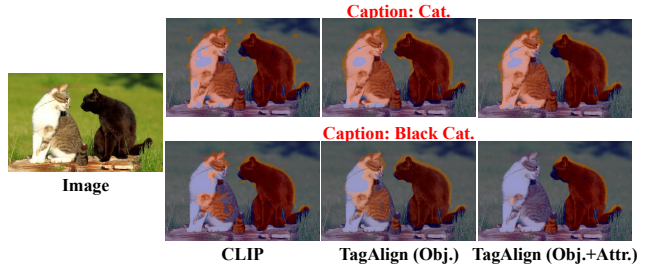 Caption: Cat.
Caption: Black Cat.
Image
CLIP
TagAlign (Obj.)
TagAlign (Obj.+Attr.)